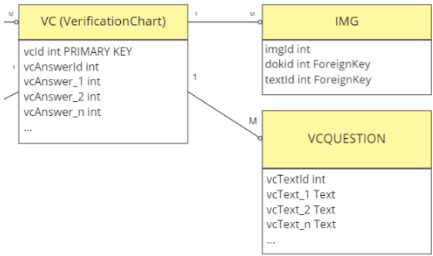 M
VC (VerificationChart)
vcId int PRIMARY KEY
vcAnswerId int
vcAnswer_1 int
vcAnswer_2 int
vcAnswer_n int
...
1
1
M
IMG
imgId int
dokid int ForeignKey
textId int ForeignKey
1
M
VCQUESTION
vcTextId int
vcText_1 Text
vcText_2 Text
vcText_n Text
...